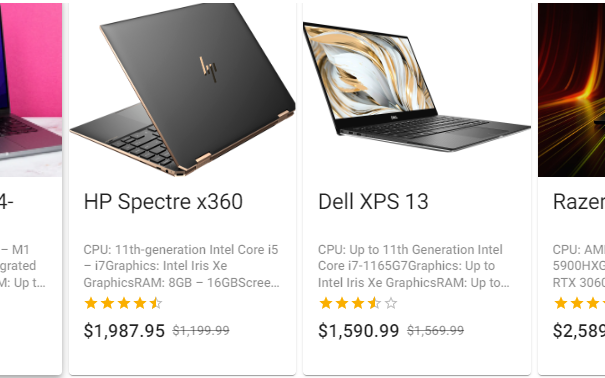 4-
– M1
grated
M: Up t...
HP Spectre x360
CPU: 11th-generation Intel Core i5
– i7Graphics: Intel Iris Xe
GraphicsRAM: 8GB – 16GBScree...
$1,987.95 $1,199.99
Dell XPS 13
CPU: Up to 11th Generation Intel
Core i7-1165G7Graphics: Up to
Intel Iris Xe GraphicsRAM: Up to...
$1,590.99 $1,569.99
Razer
CPU: AM
5900HXG
RTX 3060
$2,589